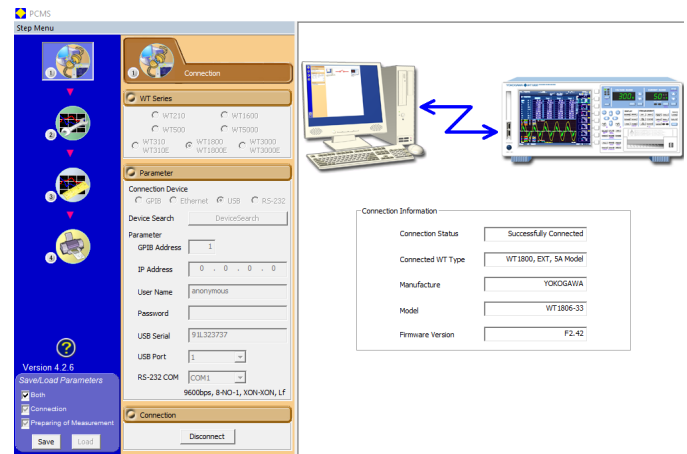 PCMS
Step Menu
1
2
3
4
Version 4.2.6
Save/Load Parameters
Both
Connection
Preparing of Measurement
Save Load
1 Connection
WT Series
WT210 WT1600
WT500 WT5000
WT310 WT1800 WT3000
WT310E WT1800E WT3000E
Parameter
Connection Device
GPIB Ethernet USB RS-232
Device Search DeviceSearch
Parameter
GPIB Address 1
IP Address 0 . 0 . 0 . 0
User Name anonymous
Password
USB Serial 91L323737
USB Port 1
RS-232 COM COM1
9600bps, 8-NO-1, XON-XON, Lf
Connection
Disconnect
Connection Information
Connection Status Successfully Connected
Connected WT Type WT1800, EXT, 5A Model
Manufacture YOKOGAWA
Model WT1806-33
Firmware Version F2.42